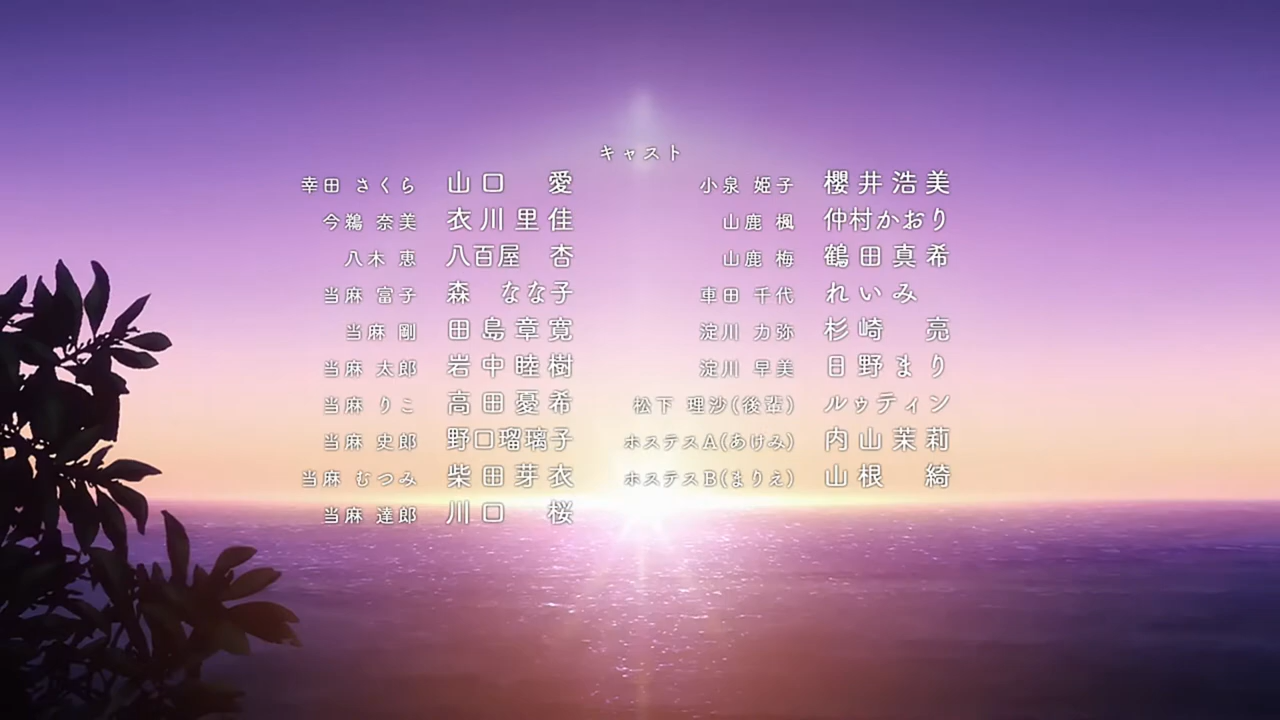 キャスト
幸田 さくら 山口 愛
今鵜 奈美 衣川里佳
八木 恵 八百屋 杏
当麻 富子 森 なな子
当麻 剛 田島章寛
当麻 太郎 岩中睦樹
当麻 りこ 高田憂希
当麻 史郎 野口瑠璃子
当麻 むつみ 柴田芽衣
当麻 達郎 川口 桜
小泉 姫子 櫻井浩美
山鹿 楓 仲村かおり
山鹿 梅 鶴田真希
車田 千代 れいみ
淀川 力弥 杉崎 亮
淀川 早美 日野まり
松下 理沙(後輩) ルゥティン
ホステスA(あけみ) 内山茉莉
ホステスB(まりえ) 山根 綺